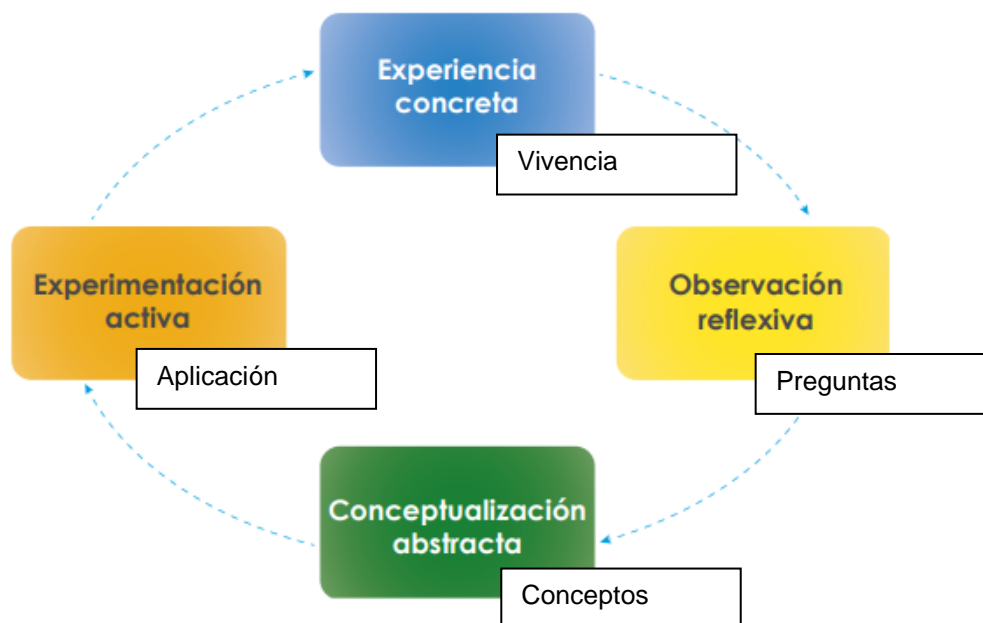 Experiencia
concreta
Vivencia
Observación
reflexiva
Preguntas
Conceptualización
abstracta
Conceptos
Experimentación
activa
Aplicación